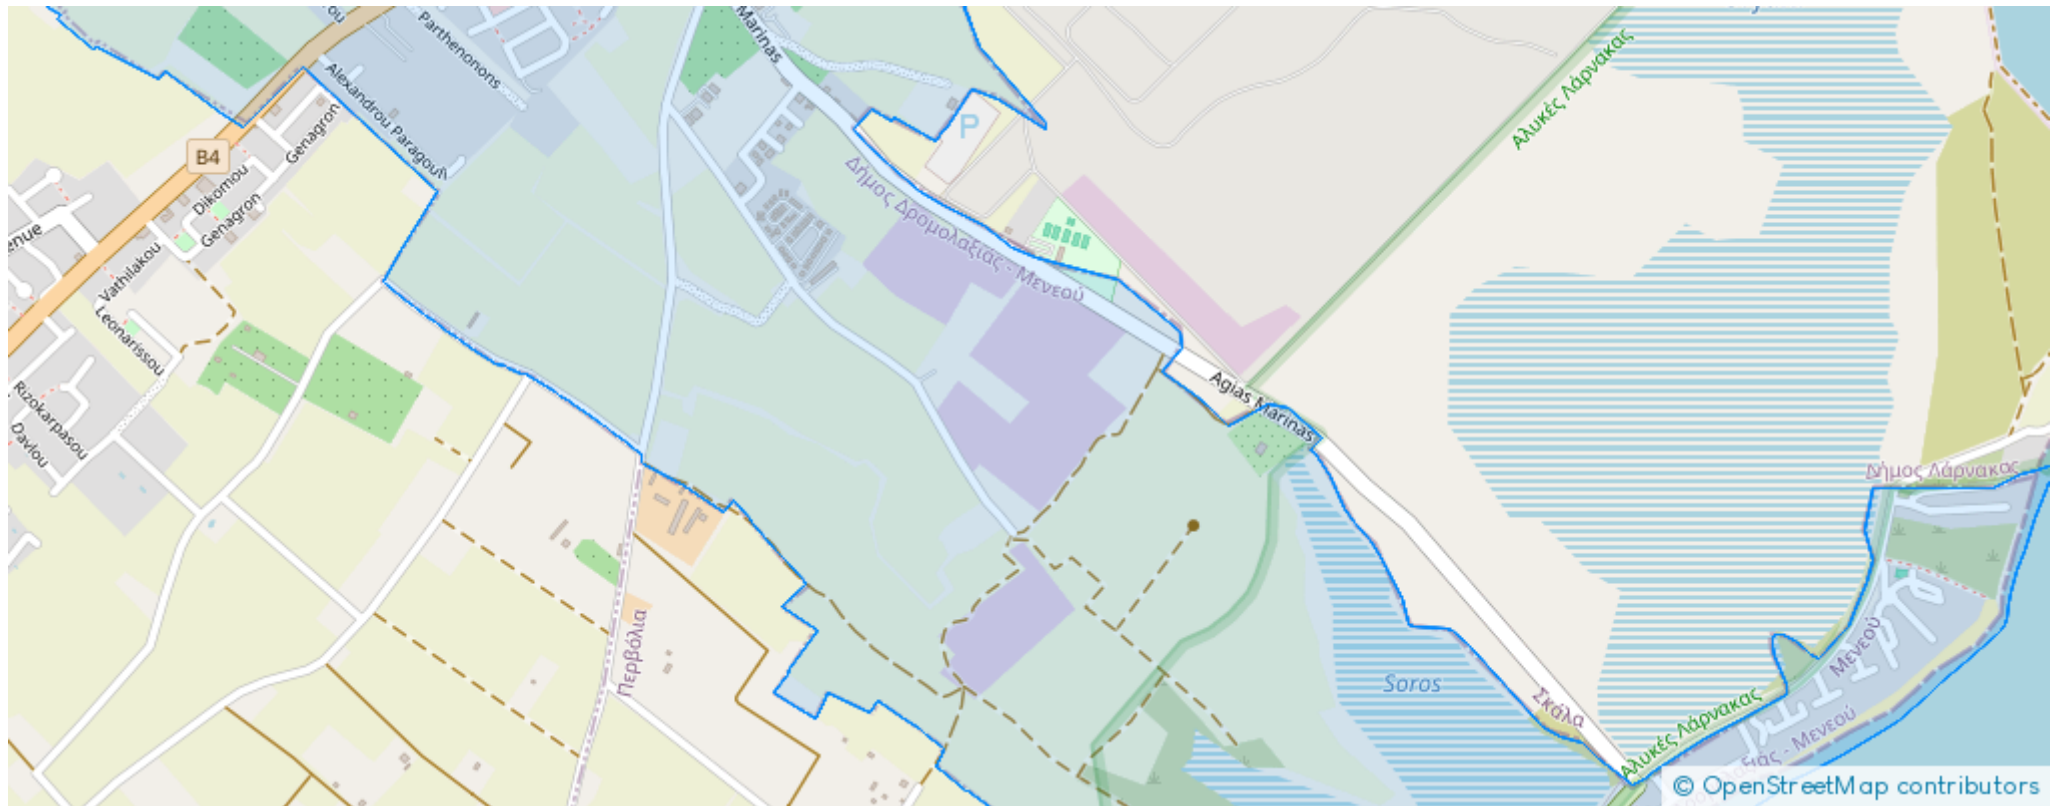 Parthenonons
Marinas
Alexandrou Paragouli
B4
Genagron
Dikomou
Genagron
Vathilakou
Leonarissou
Rizokarpasou
Davlou
Αλυκές Λάρνακας
Δήμος Δρομολαξιάς - Μενεού
Agias Marinas
Δήμος Λάρνακας
Περβόλια
Soros
Σκάλα
Μενεού
Αλυκές Λάρνακας
© OpenStreetMap contributors